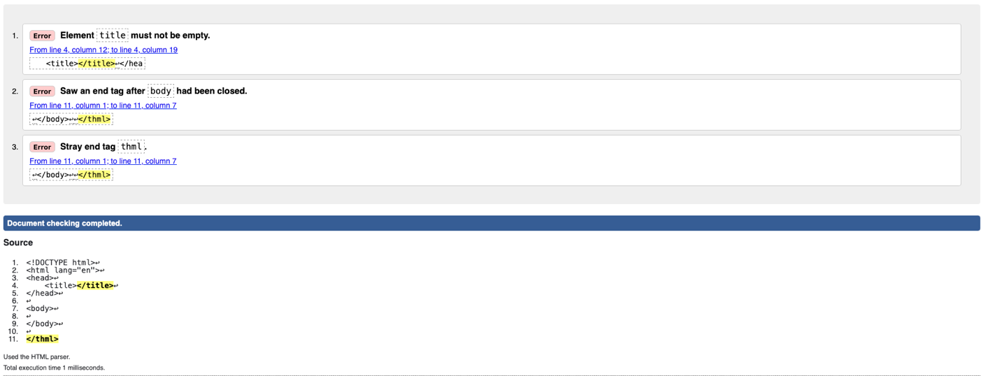 1. Error Element title must not be empty.
From line 4, column 12; to line 4, column 19
<title></title>↩</hea
2. Error Saw an end tag after body had been closed.
From line 11, column 1; to line 11, column 7
↩</body>↩↩</thml>
3. Error Stray end tag thml.
From line 11, column 1; to line 11, column 7
↩</body>↩↩</thml>
Document checking completed.
Source
1. <!DOCTYPE html>↩
2. <html lang="en">↩
3. <head>↩
4.     <title></title>↩
5. </head>↩
6. ↩
7. <body>↩
8. ↩
9. </body>↩
10. ↩
11. </thml>
Used the HTML parser.
Total execution time 1 milliseconds.